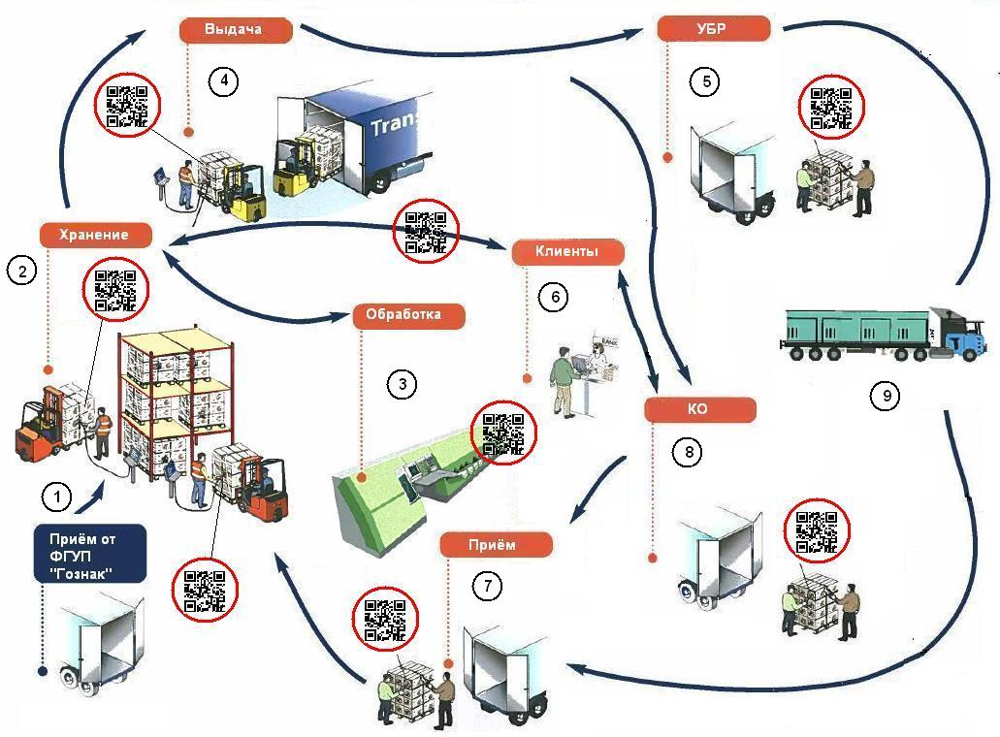 Выдача
УБР
4
5
Trans
Хранение
Клиенты
2
6
BANK
Обработка
3
9
КО
8
1
Приём от
ФГУП
"Гознак"
Приём
7